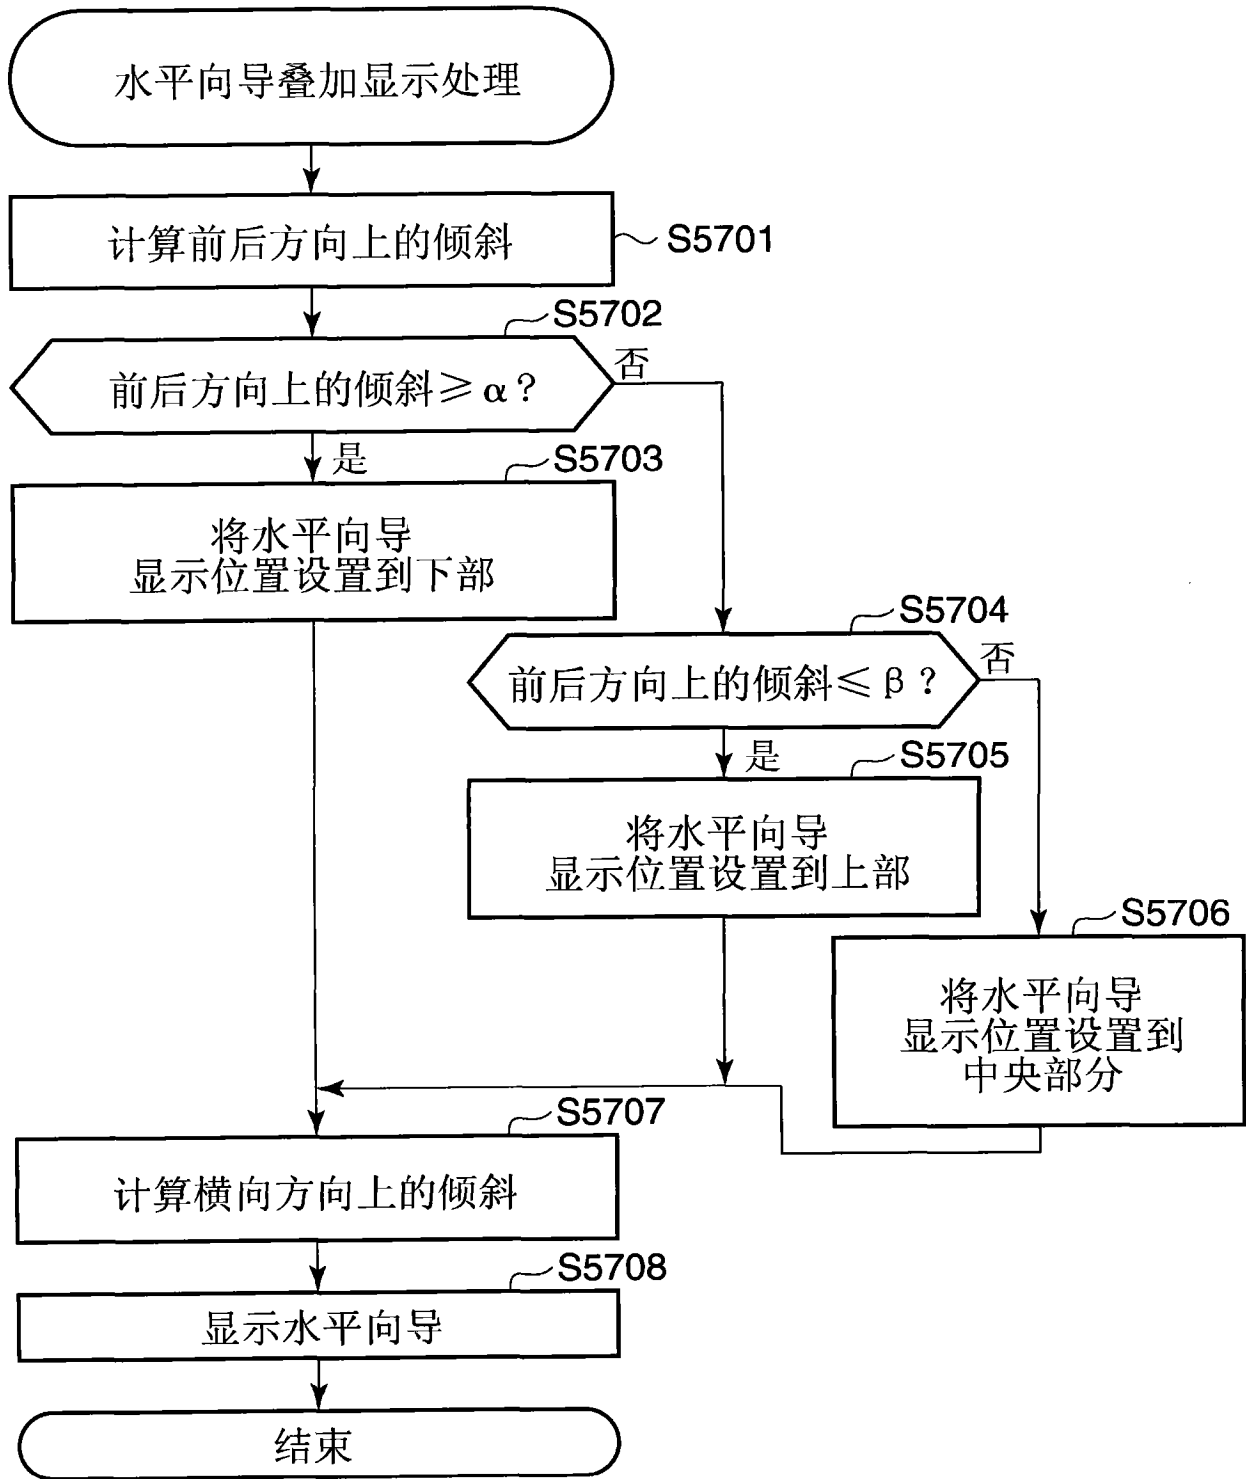 水平向导叠加显示处理
计算前后方向上的倾斜
S5701
S5702
前后方向上的倾斜≥α？
否
是
S5703
将水平向导
显示位置设置到下部
S5704
前后方向上的倾斜≤β？
否
是
S5705
将水平向导
显示位置设置到上部
S5706
将水平向导
显示位置设置到
中央部分
S5707
计算横向方向上的倾斜
S5708
显示水平向导
结束